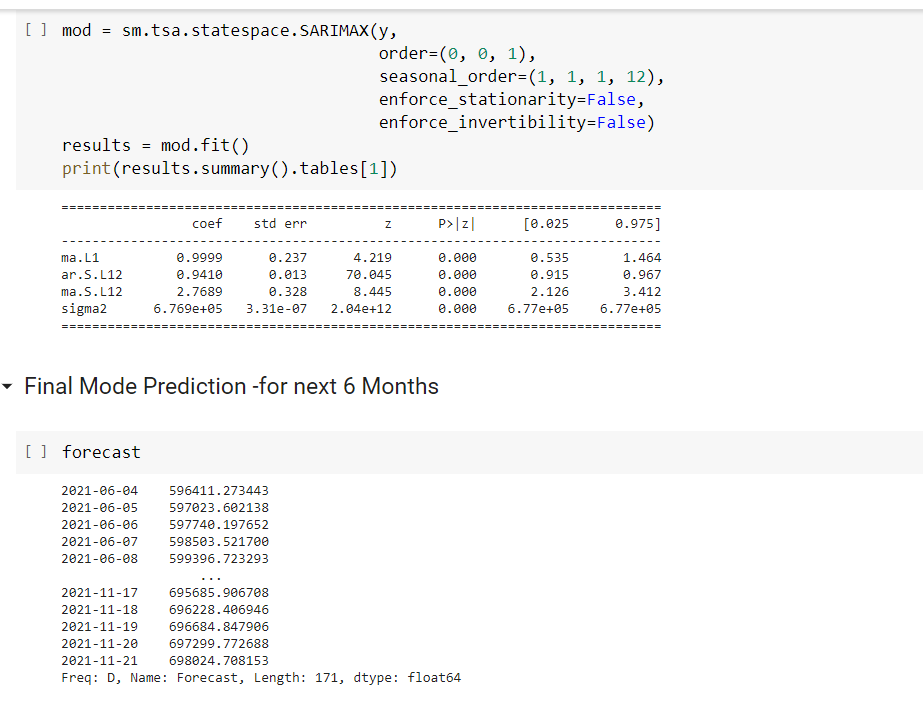 [ ] mod = sm.tsa.statespace.SARIMAX(y,
order=(0, 0, 1),
seasonal_order=(1, 1, 1, 12),
enforce_stationarity=False,
enforce_invertibility=False)
results = mod.fit()
print(results.summary().tables[1])
==============================================================================
coef std err z P>|z| [0.025 0.975]
------------------------------------------------------------------------------
ma.L1 0.9999 0.237 4.219 0.000 0.535 1.464
ar.S.L12 0.9410 0.013 70.045 0.000 0.915 0.967
ma.S.L12 2.7689 0.328 8.445 0.000 2.126 3.412
sigma2 6.769e+05 3.31e-07 2.04e+12 0.000 6.77e+05 6.77e+05
==============================================================================
Final Mode Prediction -for next 6 Months
[ ] forecast
2021-06-04 596411.273443
2021-06-05 597023.602138
2021-06-06 597740.197652
2021-06-07 598503.521700
2021-06-08 599396.723293
...
2021-11-17 695685.906708
2021-11-18 696228.406946
2021-11-19 696684.847906
2021-11-20 697299.772688
2021-11-21 698024.708153
Freq: D, Name: Forecast, Length: 171, dtype: float64